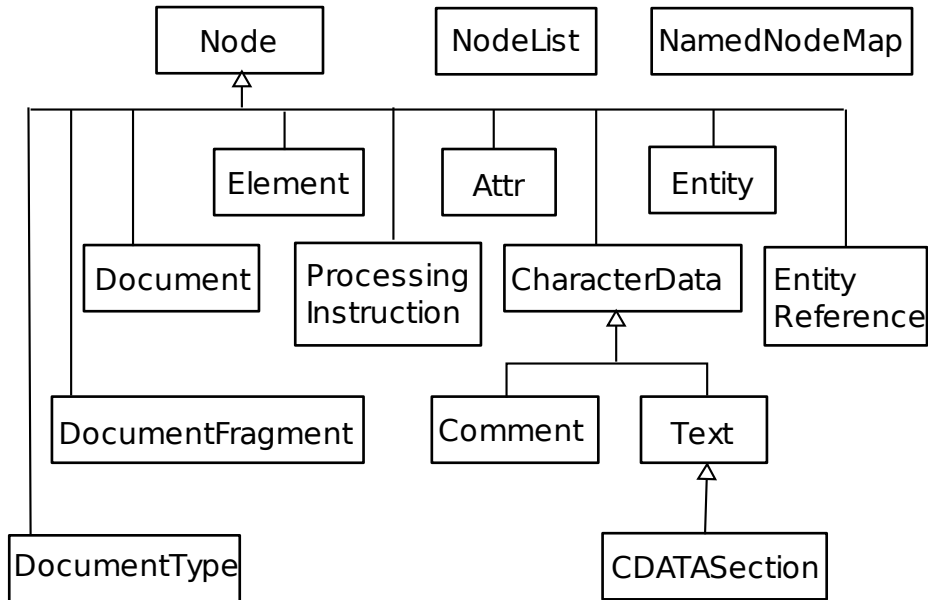 Node
NodeList
NamedNodeMap
Element
Attr
Entity
Document
Processing
Instruction
CharacterData
Entity
Reference
DocumentFragment
Comment
Text
DocumentType
CDATASection